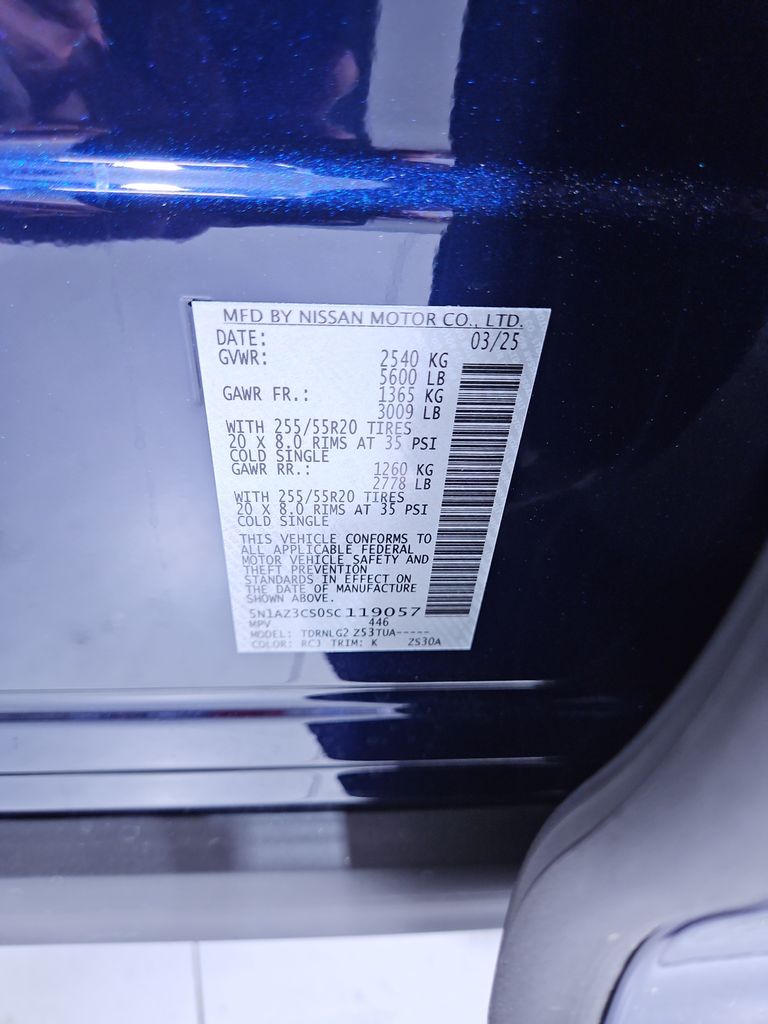 MFD BY NISSAN MOTOR CO., LTD.
DATE: 03/25
GVWR: 2540 KG
5600 LB
GAWR FR.: 1365 KG
3009 LB
WITH 255/55R20 TIRES
20 X 8.0 RIMS AT 35 PSI
COLD SINGLE
GAWR RR.: 1260 KG
2778 LB
WITH 255/55R20 TIRES
20 X 8.0 RIMS AT 35 PSI
COLD SINGLE
THIS VEHICLE CONFORMS TO
ALL APPLICABLE FEDERAL
MOTOR VEHICLE SAFETY AND
THEFT PREVENTION
STANDARDS IN EFFECT ON
THE DATE OF MANUFACTURE
SHOWN ABOVE.
5N1AZ3CS0SC119057
MPV 446
MODEL: TDRNLG2 Z53TUA-----
COLOR: RCJ TRIM: K ZS30A